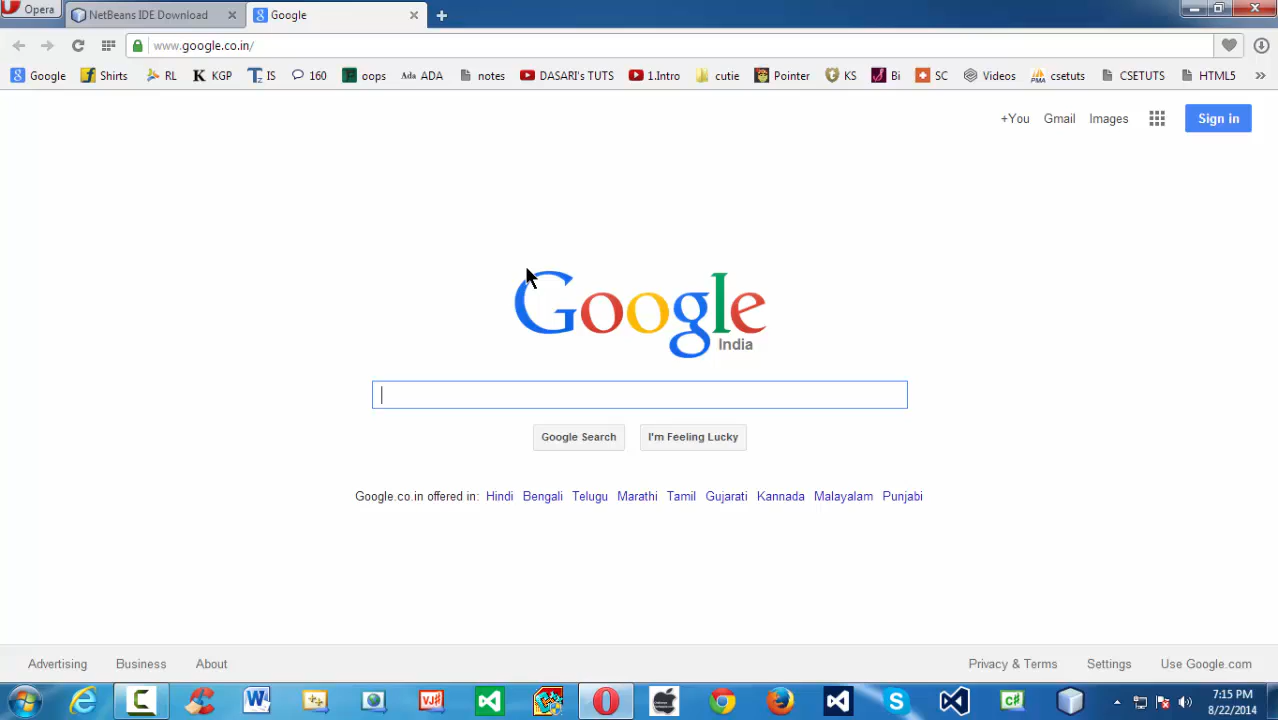 Opera
NetBeans IDE Download
Google
www.google.co.in/
Google Shirts RL KGP IS 160 oops Ada ADA notes DASARI's TUTS 1.Intro cutie Pointer KS Bi SC Videos PMA csetuts CSETUTS HTML5
+You Gmail Images Sign in
Google
India
Google Search I'm Feeling Lucky
Google.co.in offered in: Hindi Bengali Telugu Marathi Tamil Gujarati Kannada Malayalam Punjabi
Advertising Business About Privacy & Terms Settings Use Google.com
7:15 PM
8/22/2014